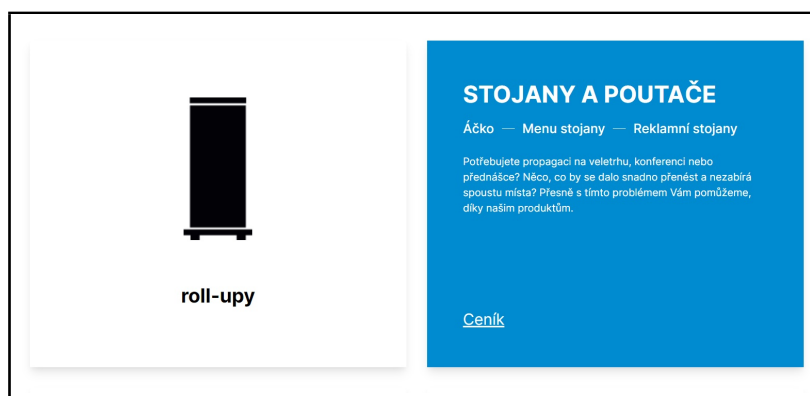 roll-upy
STOJANY A POUTAČE
Áčko — Menu stojany — Reklamní stojany
Potřebujete propagaci na veletrhu, konferenci nebo
přednášce? Něco, co by se dalo snadno přenést a nezabírá
spoustu místa? Přesně s tímto problémem Vám pomůžeme,
díky našim produktům.
Ceník